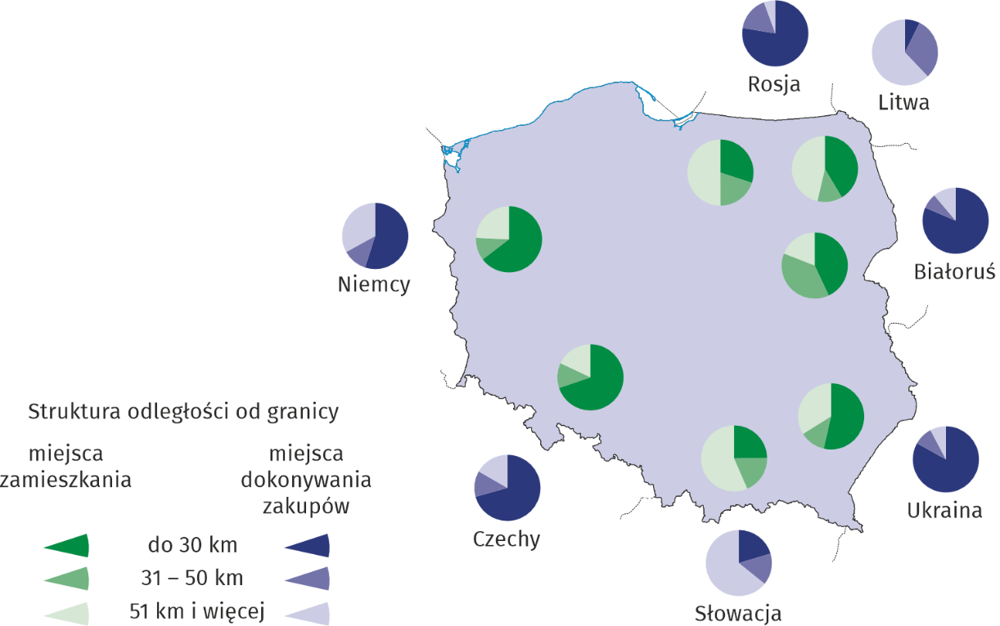 Rosja
Litwa
Białoruś
Niemcy
Struktura odległości od granicy
miejsca
zamieszkania
miejsca
dokonywania
zakupów
do 30 km
31 – 50 km
51 km i więcej
Czechy
Słowacja
Ukraina